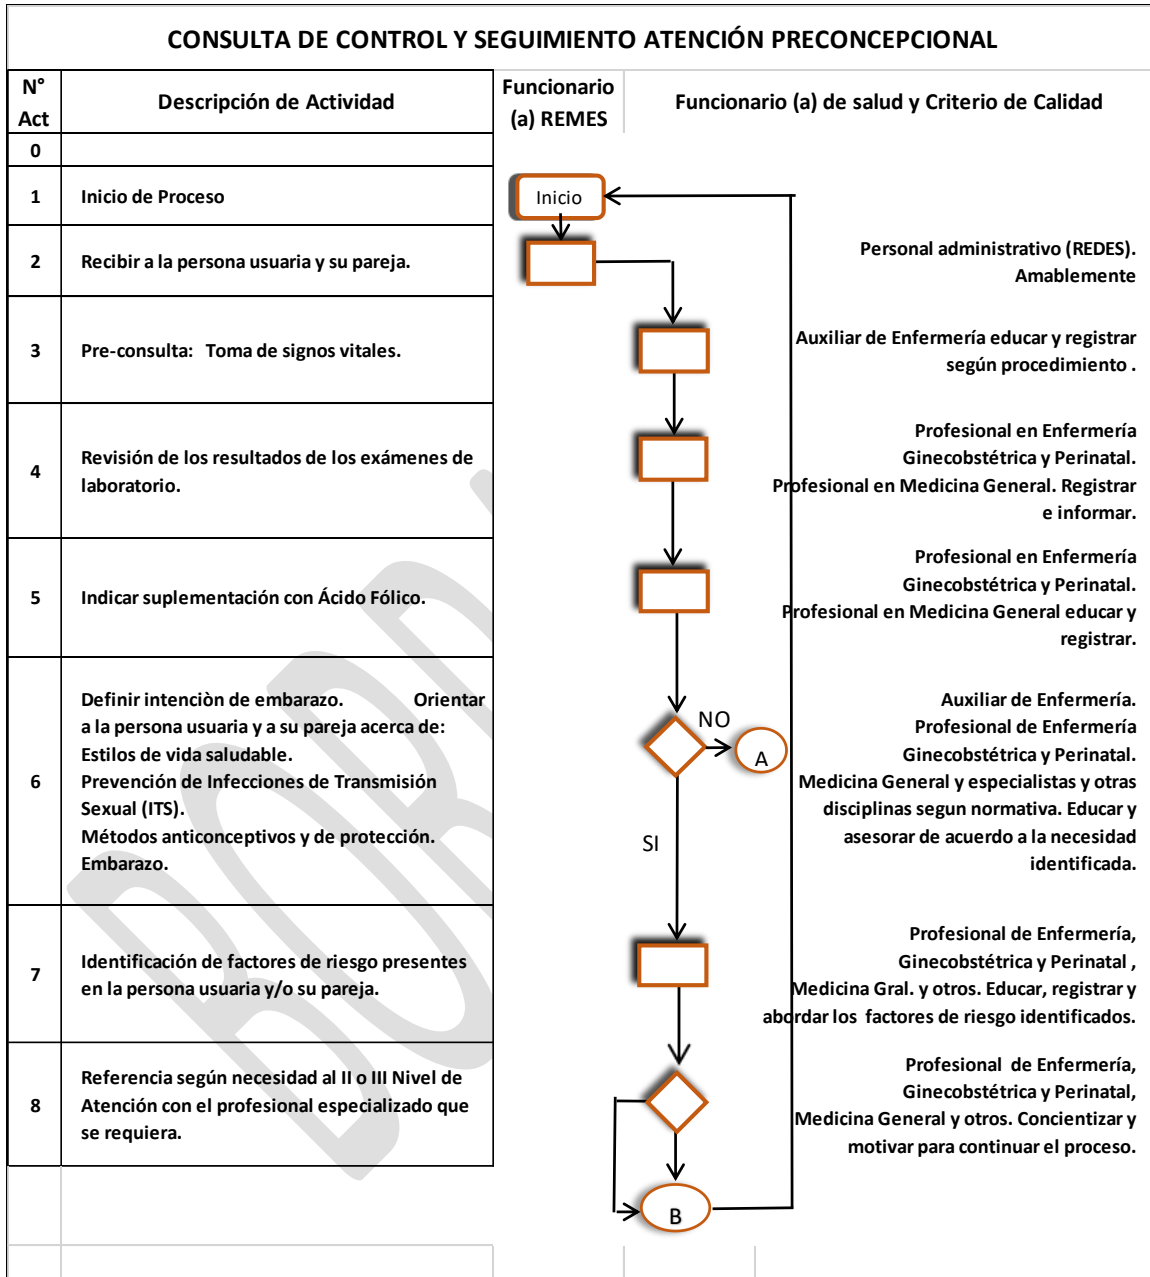 CONSULTA DE CONTROL Y SEGUIMIENTO ATENCIÓN PRECONCEPCIONAL
N°
Act
Descripción de Actividad
Funcionario
(a) REMES
Funcionario (a) de salud y Criterio de Calidad
0
1
Inicio de Proceso
Inicio
2
Recibir a la persona usuaria y su pareja.
Personal administrativo (REDES).
Amablemente
3
Pre-consulta: Toma de signos vitales.
Auxiliar de Enfermería educar y registrar
según procedimiento .
4
Revisión de los resultados de los exámenes de
laboratorio.
Profesional en Enfermería
Ginecobstétrica y Perinatal.
Profesional en Medicina General. Registrar
e informar.
5
Indicar suplementación con Ácido Fólico.
Profesional en Enfermería
Ginecobstétrica y Perinatal.
Profesional en Medicina General educar y
registrar.
6
Definir intenciòn de embarazo. Orientar
a la persona usuaria y a su pareja acerca de:
Estilos de vida saludable.
Prevención de Infecciones de Transmisión
Sexual (ITS).
Métodos anticonceptivos y de protección.
Embarazo.
NO
A
SI
Auxiliar de Enfermería.
Profesional de Enfermería
Ginecobstétrica y Perinatal.
Medicina General y especialistas y otras
disciplinas segun normativa. Educar y
asesorar de acuerdo a la necesidad
identificada.
7
Identificación de factores de riesgo presentes
en la persona usuaria y/o su pareja.
Profesional de Enfermería,
Ginecobstétrica y Perinatal ,
Medicina Gral. y otros. Educar, registrar y
abordar los factores de riesgo identificados.
8
Referencia según necesidad al II o III Nivel de
Atención con el profesional especializado que
se requiera.
Profesional de Enfermería,
Ginecobstétrica y Perinatal,
Medicina General y otros. Concientizar y
motivar para continuar el proceso.
B